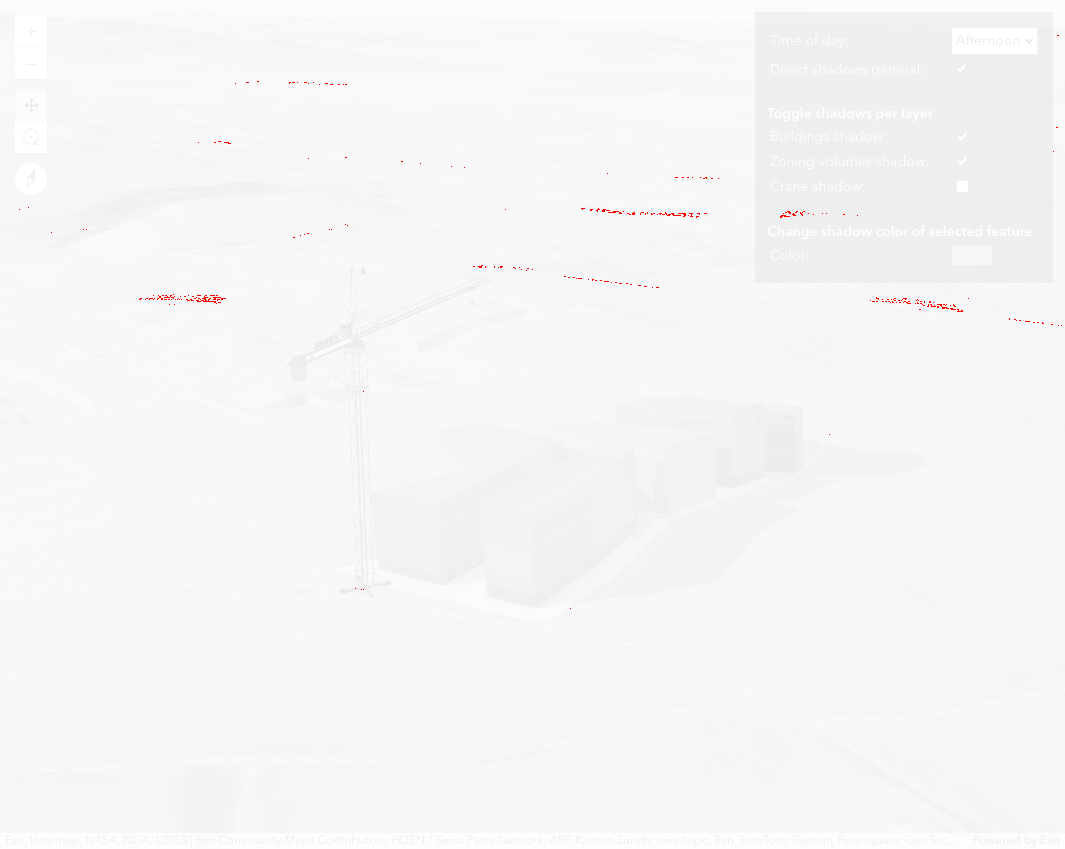 Time of day:
Afternoon
Direct shadows general:
Toggle shadows per layer
Buildings shadow:
Zoning volumes shadow:
Crane shadow:
Change shadow color of selected feature
Color:
Esri, Intermap, NASA, NGA, USGS | Esri Community Maps Contributors, FOEN / Swiss Parks Network, ARE Kanton Zürich, swisstopo, Esri, TomTom, Garmin, Foursquare, GeoTec
Powered by Esri